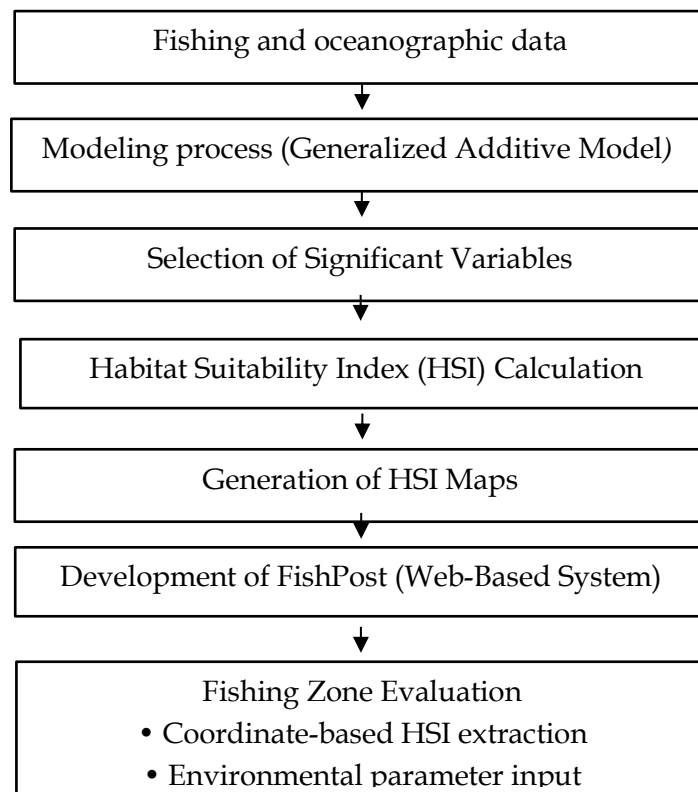 Fishing and oceanographic data
Modeling process (Generalized Additive Model)
Selection of Significant Variables
Habitat Suitability Index (HSI) Calculation
Generation of HSI Maps
Development of FishPost (Web-Based System)
Fishing Zone Evaluation
• Coordinate-based HSI extraction
• Environmental parameter input